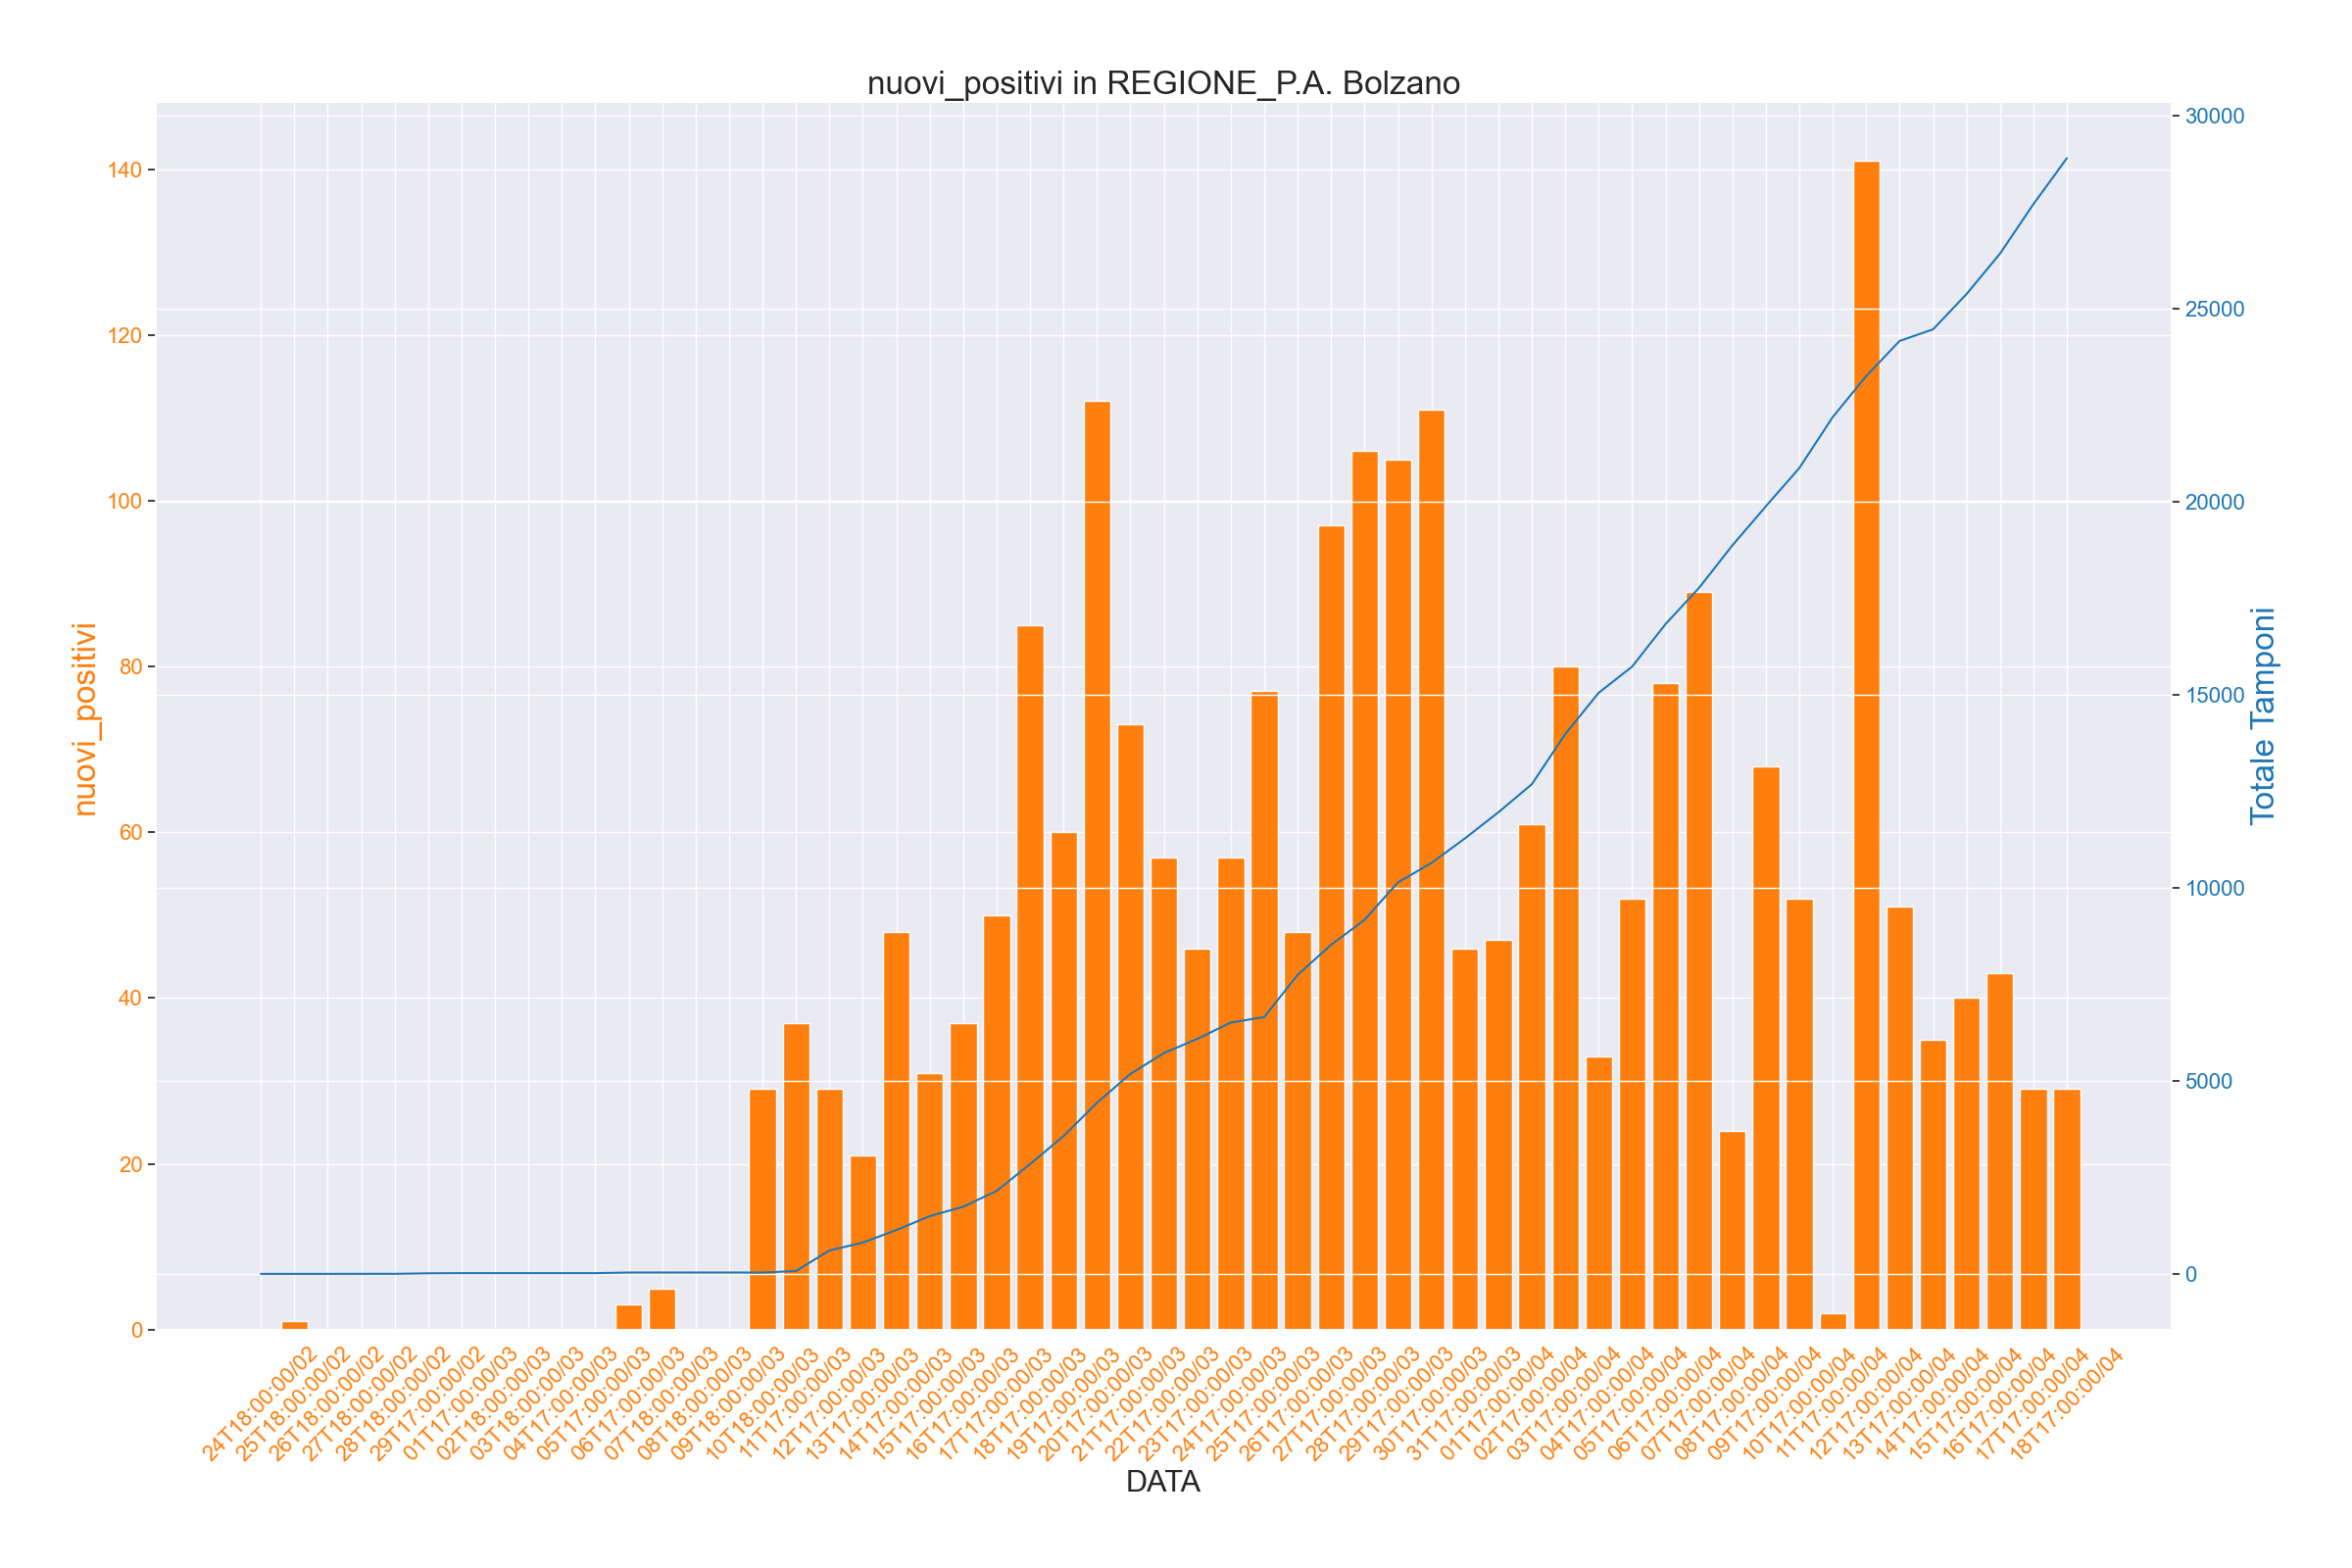 nuovi_positivi in REGIONE_P.A. Bolzano
140
120
100
80
60
40
20
0
nuovi_positivi
30000
25000
20000
15000
10000
5000
0
Totale Tamponi
24T18:00:00/02
25T18:00:00/02
26T18:00:00/02
27T18:00:00/02
28T18:00:00/02
29T17:00:00/02
01T17:00:00/03
02T18:00:00/03
03T18:00:00/03
04T17:00:00/03
05T17:00:00/03
06T17:00:00/03
07T18:00:00/03
08T18:00:00/03
09T18:00:00/03
10T18:00:00/03
11T17:00:00/03
12T17:00:00/03
13T17:00:00/03
14T17:00:00/03
15T17:00:00/03
16T17:00:00/03
17T17:00:00/03
18T17:00:00/03
19T17:00:00/03
20T17:00:00/03
21T17:00:00/03
22T17:00:00/03
23T17:00:00/03
24T17:00:00/03
25T17:00:00/03
26T17:00:00/03
27T17:00:00/03
28T17:00:00/03
29T17:00:00/03
30T17:00:00/03
31T17:00:00/03
01T17:00:00/04
02T17:00:00/04
03T17:00:00/04
04T17:00:00/04
05T17:00:00/04
06T17:00:00/04
07T17:00:00/04
08T17:00:00/04
09T17:00:00/04
10T17:00:00/04
11T17:00:00/04
12T17:00:00/04
13T17:00:00/04
14T17:00:00/04
15T17:00:00/04
16T17:00:00/04
17T17:00:00/04
18T17:00:00/04
DATA